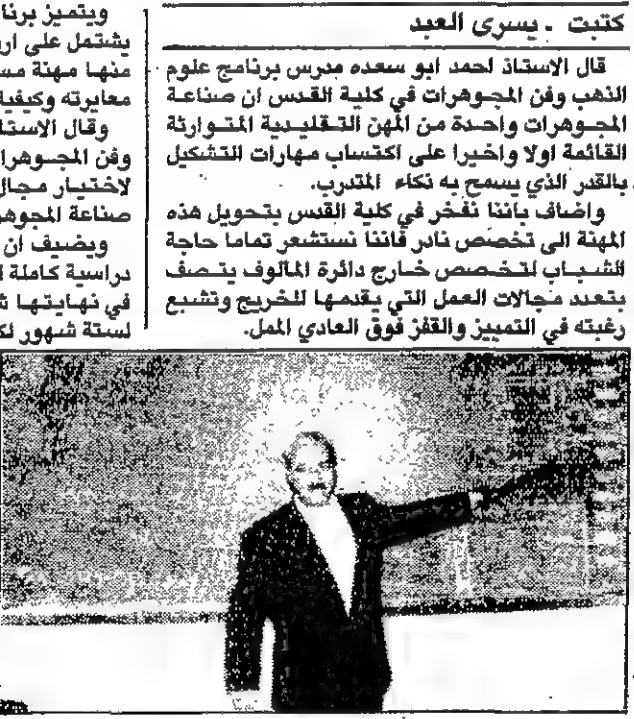 كتبت - يسرى العبد
قال الاستاذ احمد ابو سعده مدرس برنامج علوم
الذهب وفن المجوهرات في كلية القدس ان صناعة
المجوهرات واحدة من المهن التقليدية المتوارثة
القائمة اولا واخيرا على اكتساب مهارات التشكيل
بالقدر الذي يسمح به ذكاء المتدرب.
واضاف باننا نفخر في كلية القدس بتحويل هذه
المهنة الى تخصص نادر فاننا نستشعر تماما حاجة
الشباب لتخصص خارج دائرة المالوف يتصف
بتعدد مجالات العمل التي يقدمها للخريج وتشبع
رغبته في التمييز والقفز فوق العادي الممل.
ويتميز برنا
يشتمل على ار
منها مهنة مس
معايرته وكيفية
وقال الاستا
وفن المجوهرا
لاختيار مجال
صناعة المجوهر
ويضيف ان
دراسية كاملة ا
في نهايتها ش
لستة شهور لك